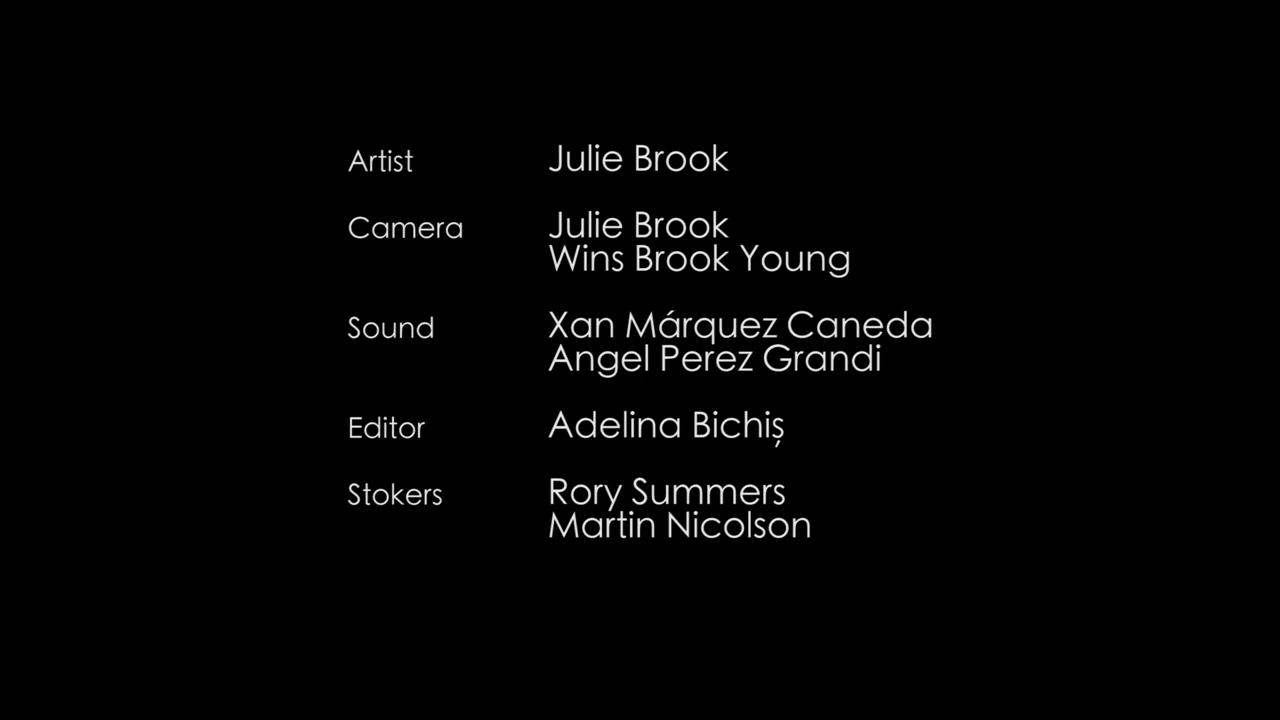 Artist Julie Brook
Camera Julie Brook
Wins Brook Young
Sound Xan Márquez Caneda
Angel Perez Grandi
Editor Adelina Bichiș
Stokers Rory Summers
Martin Nicolson